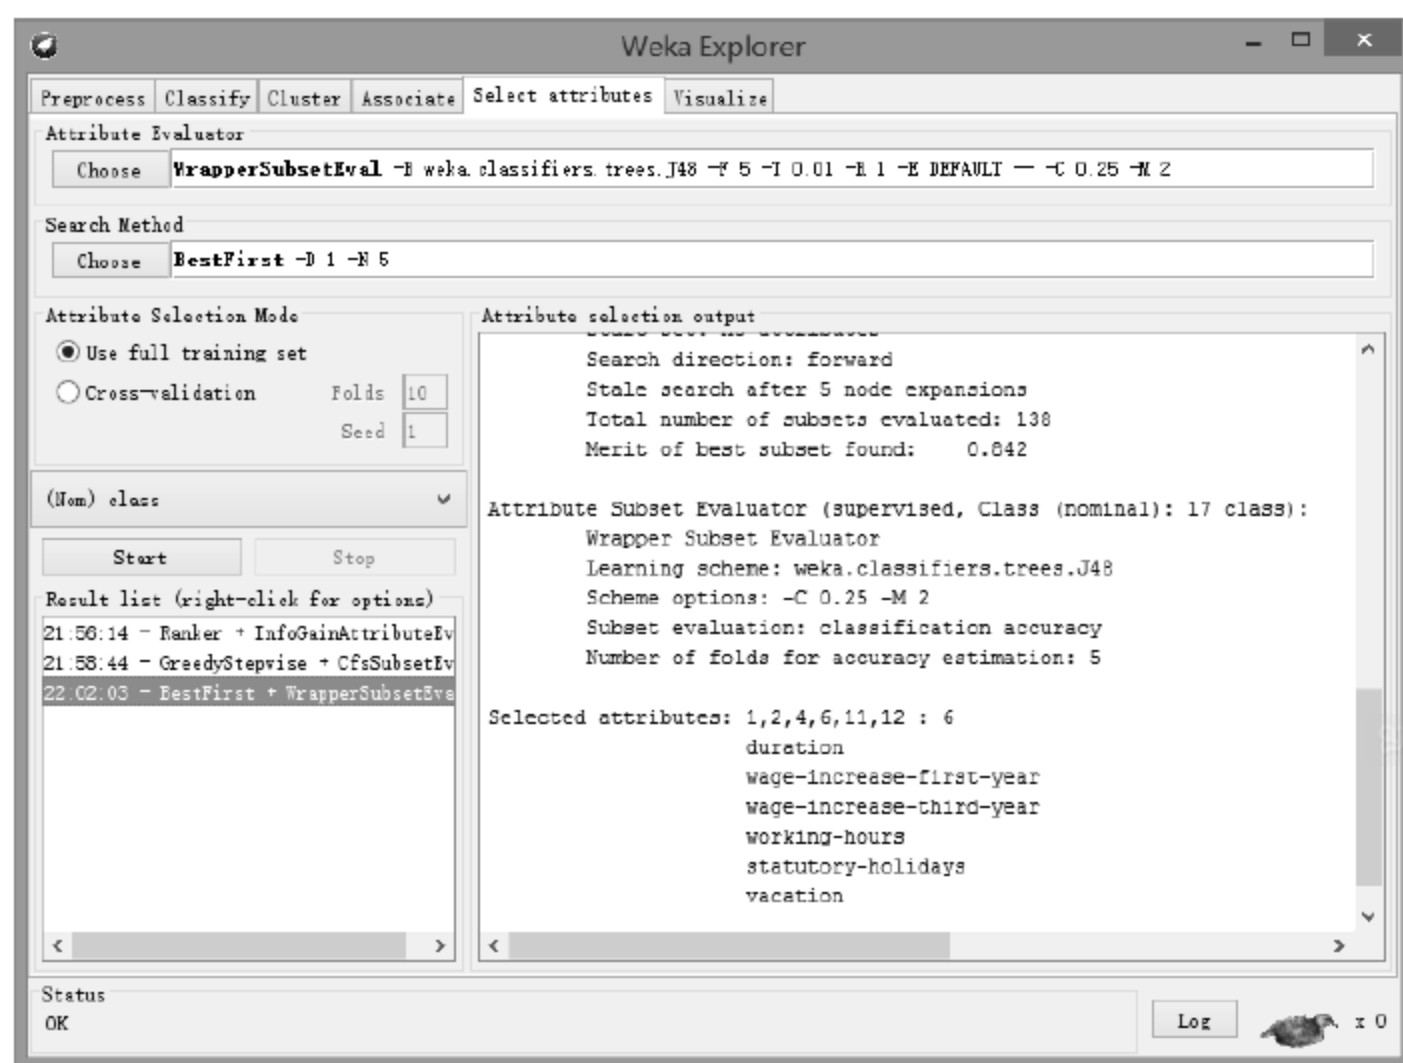 Weka Explorer
Preprocess Classify Cluster Associate Select attributes Visualize
Attribute Evaluator
Choose WrapperSubsetEval -B weka.classifiers.trees.J48 -F 5 -T 0.01 -R 1 -E DEFAULT -- -C 0.25 -M 2
Search Method
Choose BestFirst -D 1 -N 5
Attribute Selection Mode
Use full training set
Cross-validation Folds 10
Seed 1
(Nom) class
Start Stop
Result list (right-click for options)
21:56:14 - Ranker + InfoGainAttributeEv
21:58:44 - GreedyStepwise + CfsSubsetEv
22:02:03 - BestFirst + WrapperSubsetEva
Attribute selection output
Search direction: forward
Stale search after 5 node expansions
Total number of subsets evaluated: 138
Merit of best subset found: 0.842
Attribute Subset Evaluator (supervised, Class (nominal): 17 class):
Wrapper Subset Evaluator
Learning scheme: weka.classifiers.trees.J48
Scheme options: -C 0.25 -M 2
Subset evaluation: classification accuracy
Number of folds for accuracy estimation: 5
Selected attributes: 1,2,4,6,11,12 : 6
duration
wage-increase-first-year
wage-increase-third-year
working-hours
statutory-holidays
vacation
Status
OK
Log x 0